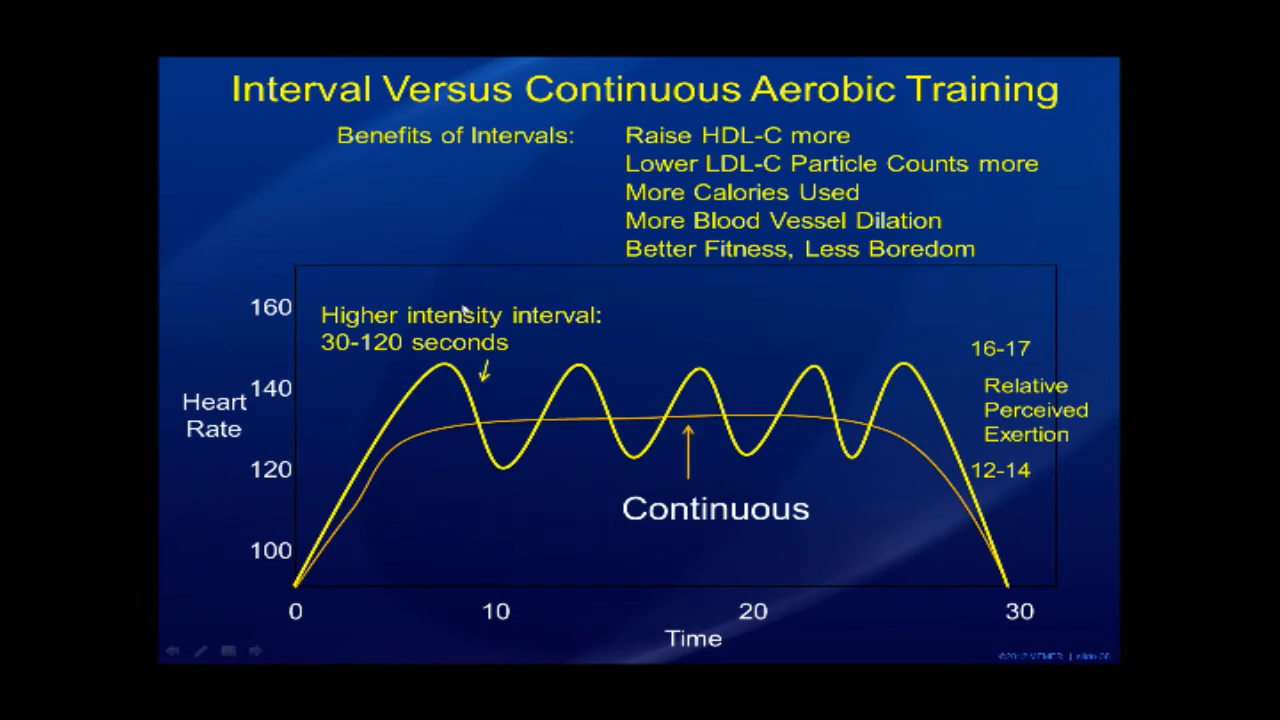 Interval Versus Continuous Aerobic Training
Benefits of Intervals:
Raise HDL-C more
Lower LDL-C Particle Counts more
More Calories Used
More Blood Vessel Dilation
Better Fitness, Less Boredom
160
Higher intensity interval:
30-120 seconds
16-17
140
Heart
Rate
Relative
Perceived
Exertion
120
12-14
Continuous
100
0
10
20
30
Time